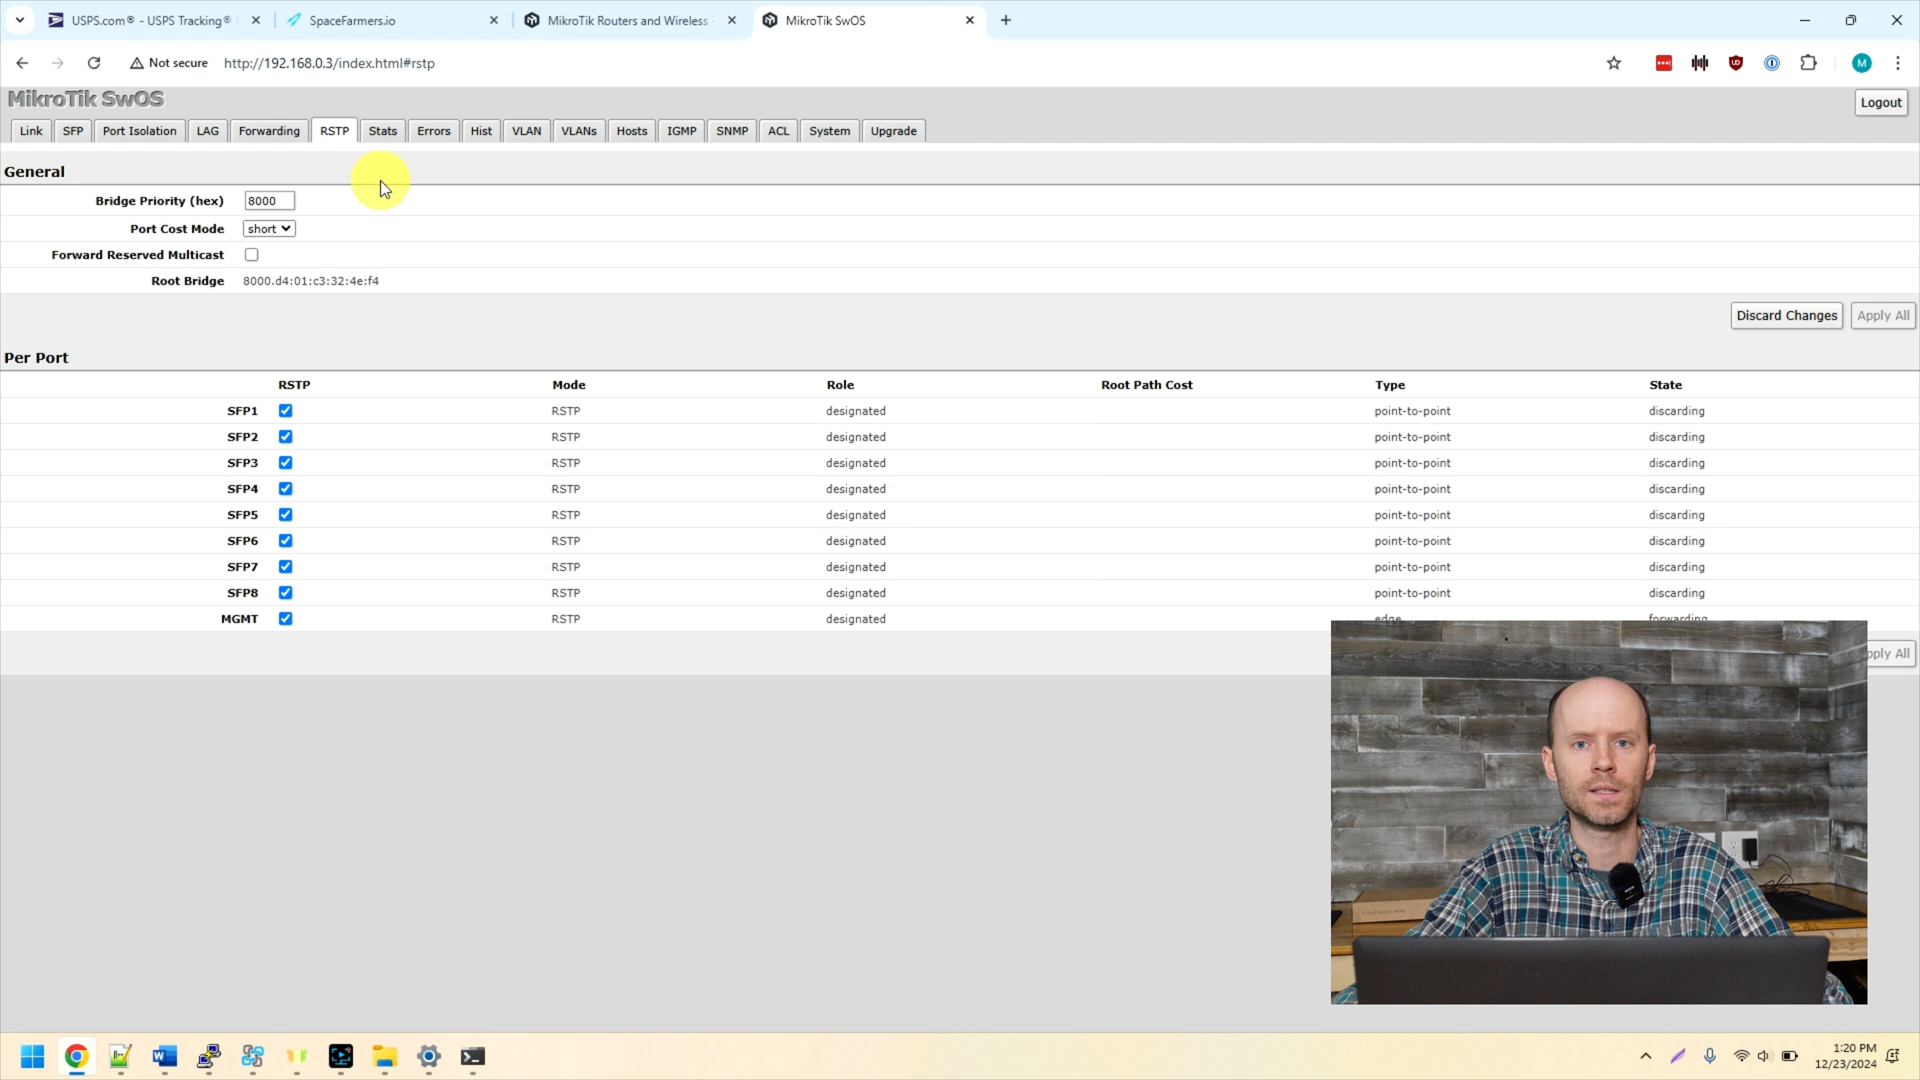 USPS.com® - USPS Tracking®
SpaceFarmers.io
MikroTik Routers and Wireless
MikroTik SwOS
Not secure
http://192.168.0.3/index.html#rstp
M
MikroTik SwOS
Logout
Link SFP Port Isolation LAG Forwarding RSTP Stats Errors Hist VLAN VLANs Hosts IGMP SNMP ACL System Upgrade
General
Bridge Priority (hex) 8000
Port Cost Mode short
Forward Reserved Multicast
Root Bridge 8000.d4:01:c3:32:4e:f4
Discard Changes Apply All
Per Port
RSTP Mode Role Root Path Cost Type State
SFP1 RSTP designated point-to-point discarding
SFP2 RSTP designated point-to-point discarding
SFP3 RSTP designated point-to-point discarding
SFP4 RSTP designated point-to-point discarding
SFP5 RSTP designated point-to-point discarding
SFP6 RSTP designated point-to-point discarding
SFP7 RSTP designated point-to-point discarding
SFP8 RSTP designated point-to-point discarding
MGMT RSTP designated edge forwarding
pply All
1:20 PM
12/23/2024